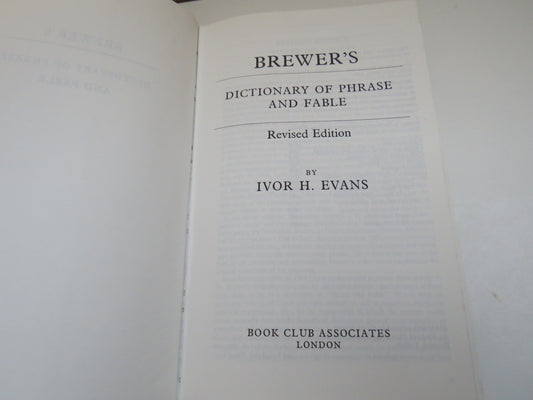 BREWER'S
DICTIONARY OF PHRASE
AND FABLE
Revised Edition
BY
IVOR H. EVANS
BOOK CLUB ASSOCIATES
LONDON